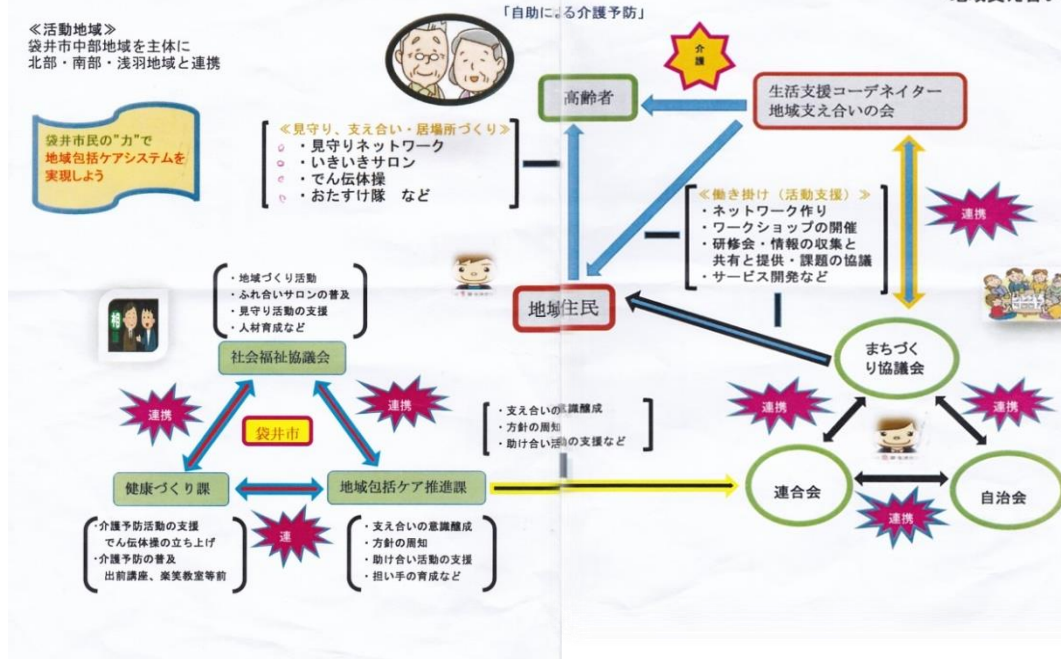 「自助による介護予防」
≪活動地域≫
袋井市中部地域を主体に
北部・南部・浅羽地域と連携
袋井市民の"力"で
地域包括ケアシステムを
実現しよう
介
護
高齢者
生活支援コーデネイター
地域支え合いの会
≪見守り、支え合い・居場所づくり≫
・見守りネットワーク
・いきいきサロン
・でん伝体操
・おたすけ隊 など
≪働き掛け（活動支援）≫
・ネットワーク作り
・ワークショップの開催
・研修会・情報の収集と
共有と提供・課題の協議
・サービス開発など
連携
・地域づくり活動
・ふれ合いサロンの普及
・見守り活動の支援
・人材育成など
相
地域住民
社会福祉協議会
まちづく
り協議会
連携
連携
袋井市
・支え合いの意識醸成
・方針の周知
・助け合い活動の支援など
連携
連携
健康づくり課
地域包括ケア推進課
連合会
自治会
連携
・介護予防活動の支援
でん伝体操の立ち上げ
・介護予防の普及
出前講座、楽笑教室等前
連
・支え合いの意識醸成
・方針の周知
・助け合い活動の支援
・担い手の育成など